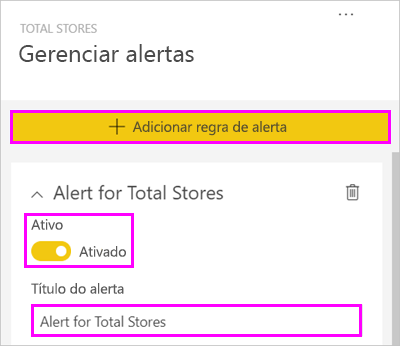 TOTAL STORES
Gerenciar alertas
Adicionar regra de alerta
Alert for Total Stores
Ativo
Ativado
Título do alerta
Alert for Total Stores